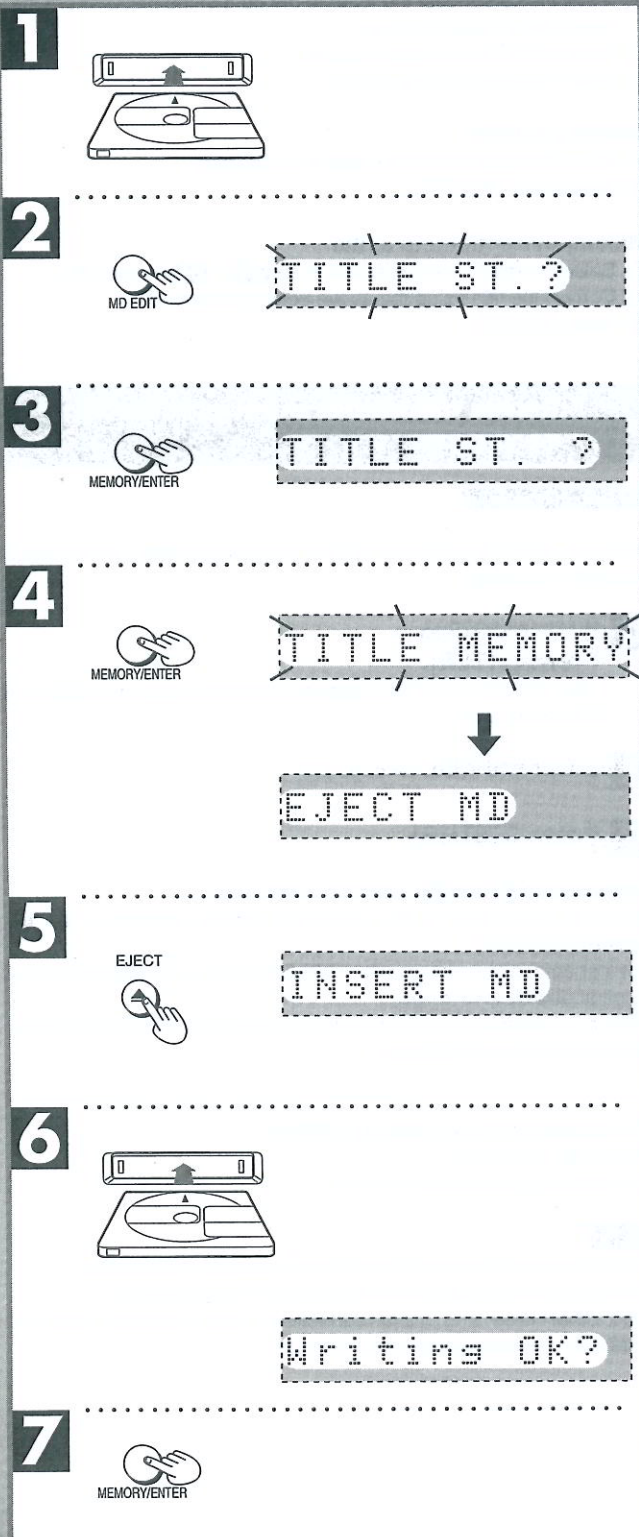 1
2
MD EDIT
TITLE ST.?
3
MEMORY/ENTER
TITLE ST. ?
4
MEMORY/ENTER
TITLE MEMORY
EJECT MD
5
EJECT
INSERT MD
6
Writing OK?
7
MEMORY/ENTER